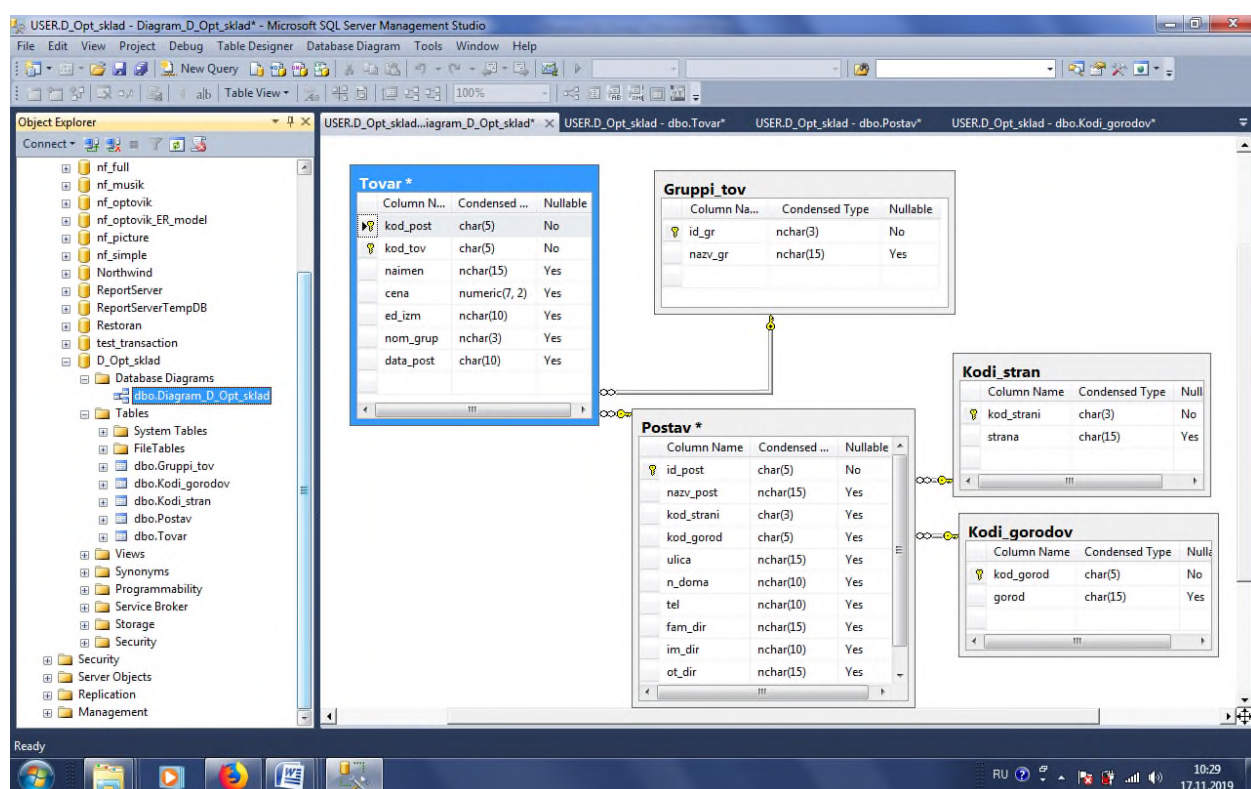 USER.D_Opt_sklad - Diagram_D_Opt_sklad* - Microsoft SQL Server Management Studio
File Edit View Project Debug Table Designer Database Diagram Tools Window Help
New Query
Table View 100%
Object Explorer
Connect
nf_full
nf_musik
nf_optovik
nf_optovik_ER_model
nf_picture
nf_simple
Northwind
ReportServer
ReportServerTempDB
Restoran
test_transaction
D_Opt_sklad
Database Diagrams
dbo.Diagram_D_Opt_sklad
Tables
System Tables
FileTables
dbo.Gruppi_tov
dbo.Kodi_gorodov
dbo.Kodi_stran
dbo.Postav
dbo.Tovar
Views
Synonyms
Programmability
Service Broker
Storage
Security
Security
Server Objects
Replication
Management
USER.D_Opt_sklad...iagram_D_Opt_sklad* USER.D_Opt_sklad - dbo.Tovar* USER.D_Opt_sklad - dbo.Postav* USER.D_Opt_sklad - dbo.Kodi_gorodov*
Tovar *
Column N... Condensed ... Nullable
kod_post char(5) No
kod_tov char(5) No
naimen nchar(15) Yes
cena numeric(7, 2) Yes
ed_izm nchar(10) Yes
nom_grup nchar(3) Yes
data_post char(10) Yes
Gruppi_tov
Column Na... Condensed Type Nullable
id_gr nchar(3) No
nazv_gr nchar(15) Yes
Postav *
Column Name Condensed ... Nullable
id_post char(5) No
nazv_post nchar(15) Yes
kod_strani char(3) Yes
kod_gorod char(5) Yes
ulica nchar(15) Yes
n_doma nchar(10) Yes
tel nchar(10) Yes
fam_dir nchar(15) Yes
im_dir nchar(10) Yes
ot_dir nchar(15) Yes
Kodi_stran
Column Name Condensed Type Null
kod_strani char(3) No
strana char(15) Yes
Kodi_gorodov
Column Name Condensed Type Nulla
kod_gorod char(5) No
gorod char(15) Yes
Ready
RU 10:29
17.11.2019